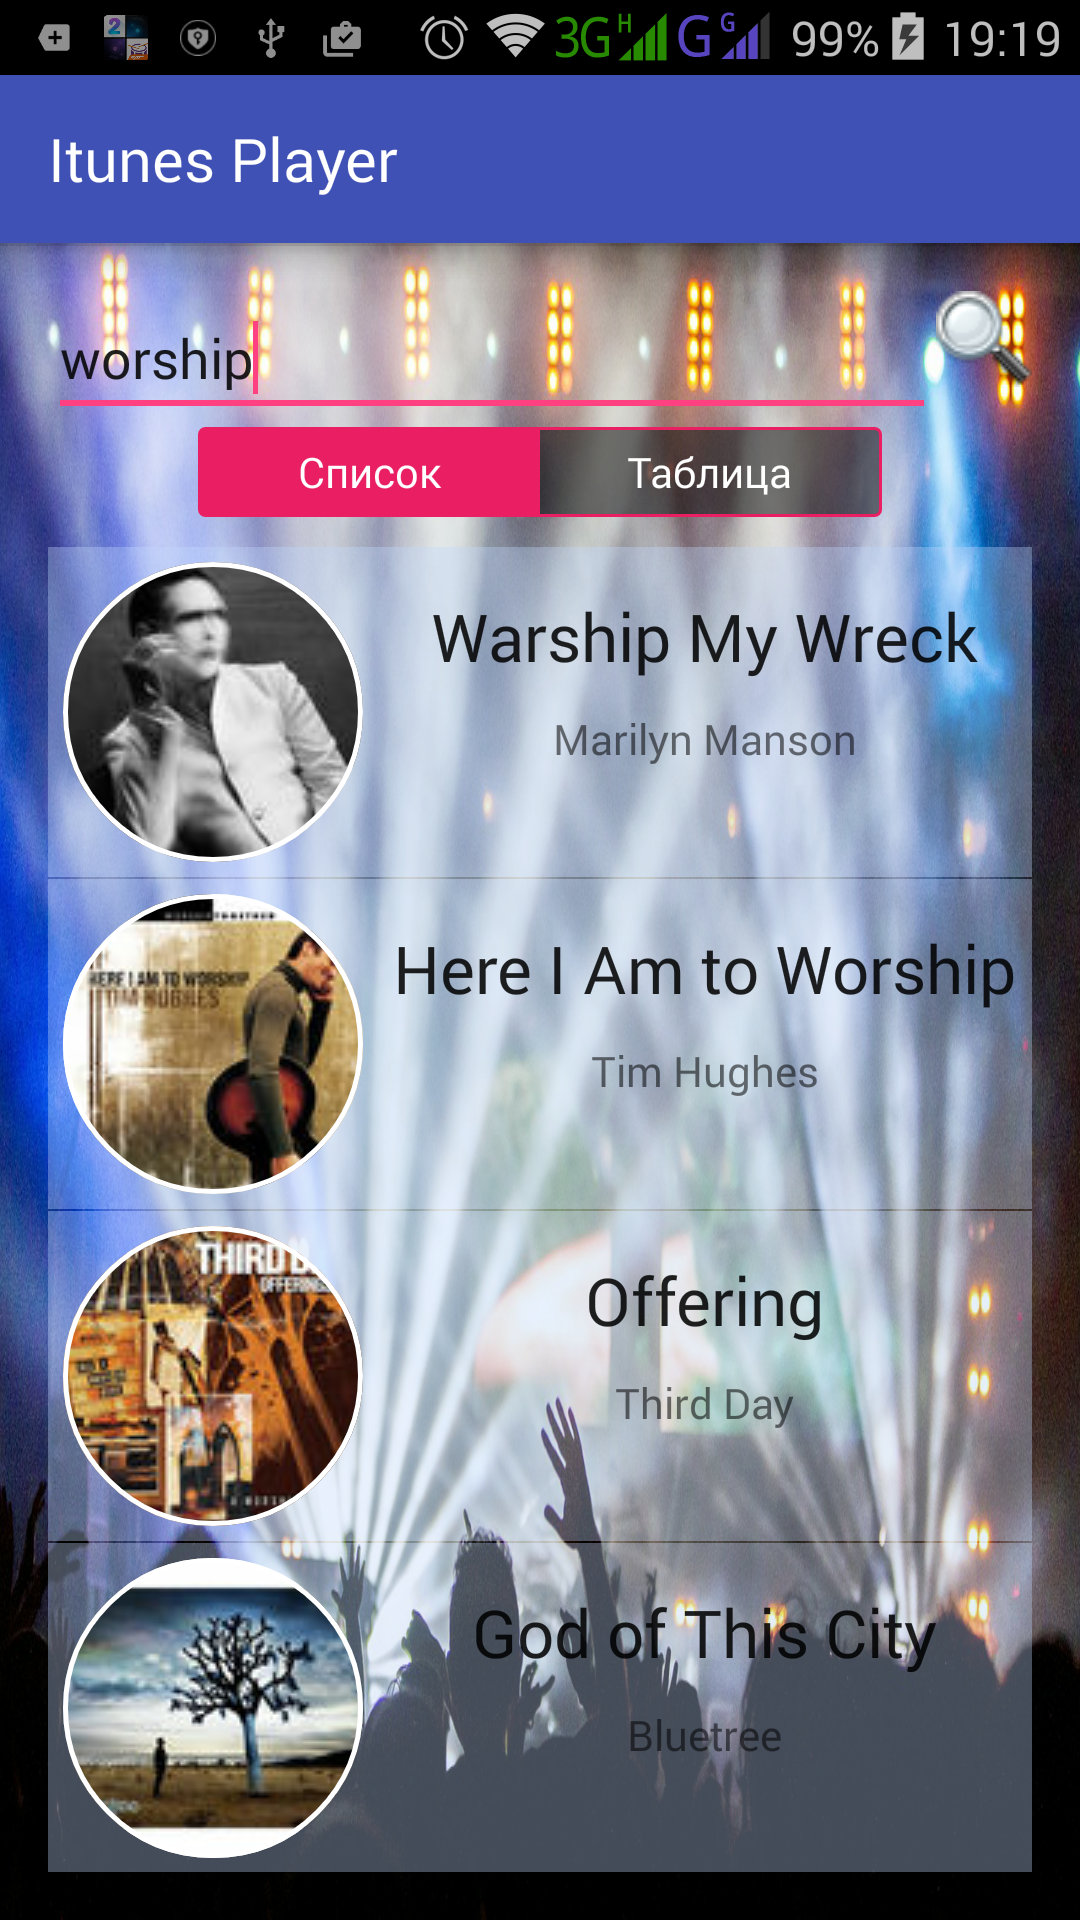 2
3G H G G 99% 19:19
Itunes Player
worship
Список Таблица
Warship My Wreck
Marilyn Manson
HERE I AM TO WORSHIP
TIM HUGHES
Here I Am to Worship
Tim Hughes
THIRD D
OFFERING
Offering
Third Day
God of This City
Bluetree